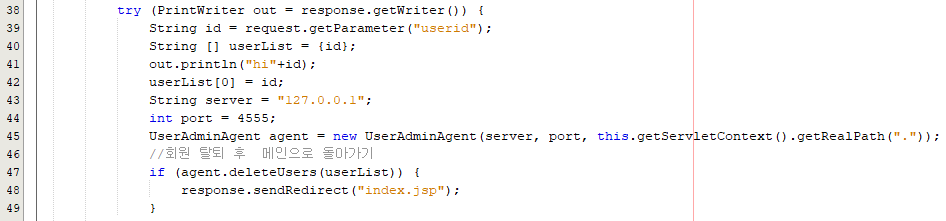 38 try (PrintWriter out = response.getWriter()) {
39 String id = request.getParameter("userid");
40 String [] userList = {id};
41 out.println("hi"+id);
42 userList[0] = id;
43 String server = "127.0.0.1";
44 int port = 4555;
45 UserAdminAgent agent = new UserAdminAgent(server, port, this.getServletContext().getRealPath("."));
46 //회원 탈퇴 후  메인으로 돌아가기
47 if (agent.deleteUsers(userList)) {
48 response.sendRedirect("index.jsp");
49 }